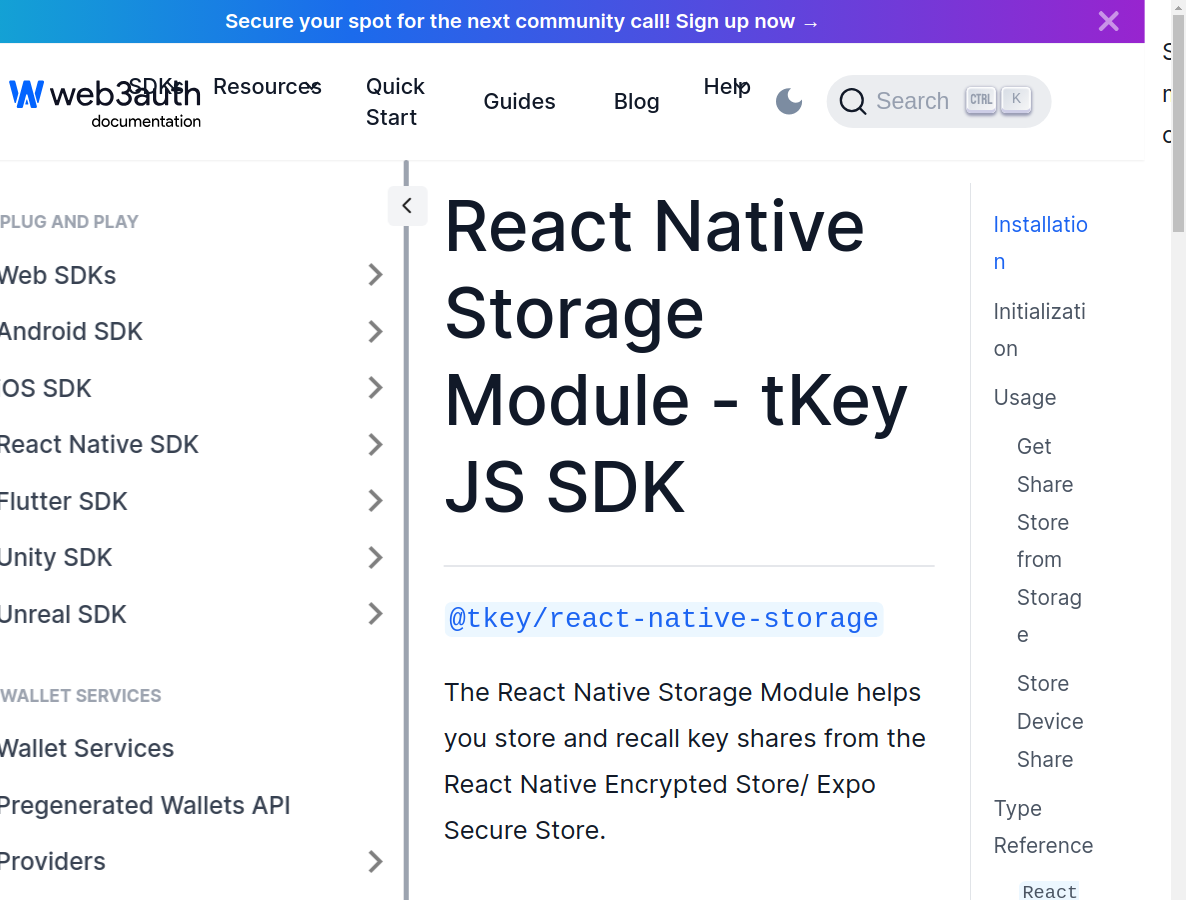 Secure your spot for the next community call! Sign up now →
web3auth
documentation
SDKs
Resources
Quick
Start
Guides
Blog
Help
Search
CTRL
K
PLUG AND PLAY
Web SDKs
Android SDK
iOS SDK
React Native SDK
Flutter SDK
Unity SDK
Unreal SDK
WALLET SERVICES
Wallet Services
Pregenerated Wallets API
Providers
React Native
Storage
Module - tKey
JS SDK
@tkey/react-native-storage
The React Native Storage Module helps
you store and recall key shares from the
React Native Encrypted Store/ Expo
Secure Store.
Installatio
n
Initializati
on
Usage
Get
Share
Store
from
Storag
e
Store
Device
Share
Type
Reference
React